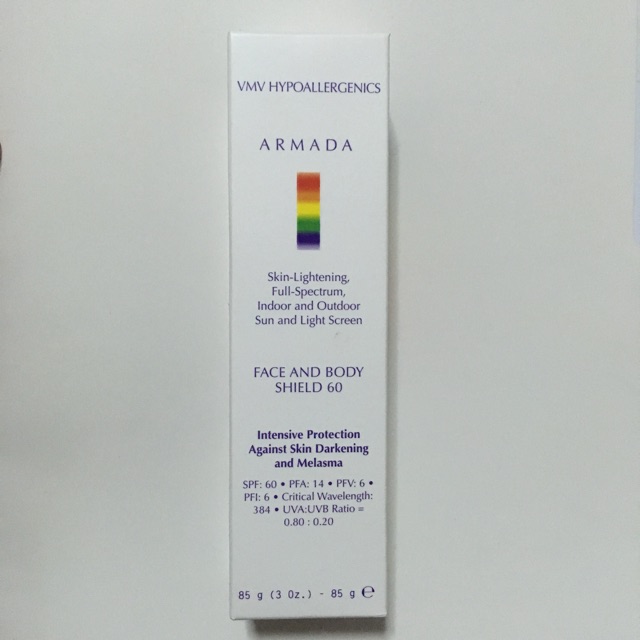 VMV HYPOALLERGENICS
ARMADA
Skin-Lightening,
Full-Spectrum,
Indoor and Outdoor
Sun and Light Screen
FACE AND BODY
SHIELD 60
Intensive Protection
Against Skin Darkening
and Melasma
SPF: 60 • PFA: 14 • PFV: 6 •
PFI: 6 • Critical Wavelength:
384 • UVA:UVB Ratio =
0.80 : 0.20
85 g (3 Oz.) - 85 g ℮